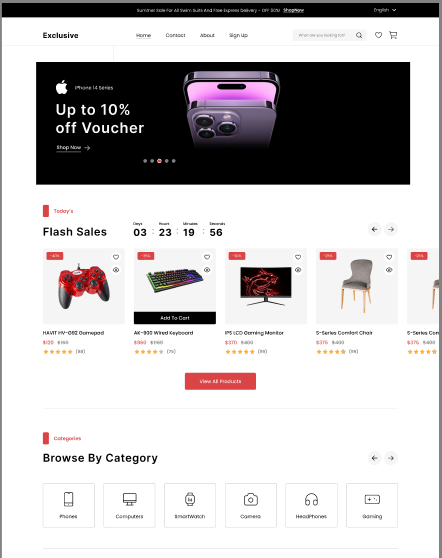 Summer Sale For All Swim Suits And Free Express Delivery - OFF 50%! ShopNow
English
Exclusive
Home Contact About Sign Up
What are you looking for?
iPhone 14 Series
Up to 10%
off Voucher
Shop Now
Today's
Flash Sales
Days Hours Minutes Seconds
03 : 23 : 19 : 56
-40% -35% -30% -25% -25%
Add To Cart
HAVIT HV-G92 Gamepad
$120 $160
(88)
AK-900 Wired Keyboard
$960 $1160
(75)
IPS LCD Gaming Monitor
$370 $400
(99)
S-Series Comfort Chair
$375 $400
(99)
S-Series Com
$375 $400
View All Products
Categories
Browse By Category
Phones
Computers
SmartWatch
Camera
HeadPhones
Gaming